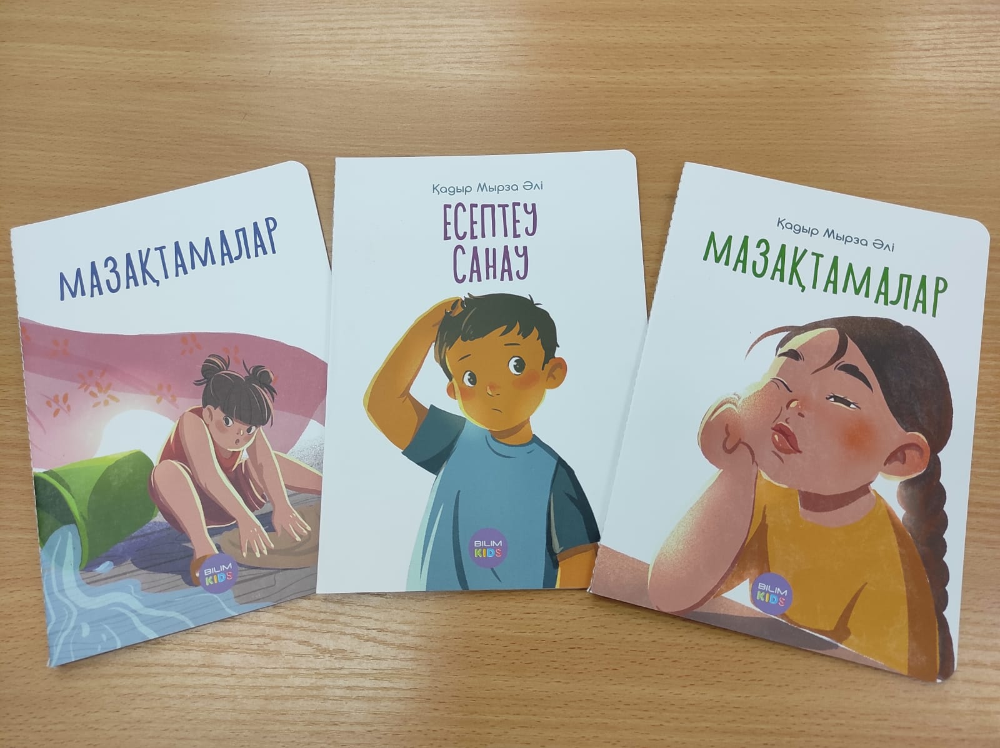 МАЗАҚТАМАЛАР
BILIM
KIDS
Қадыр Мырза Әлі
ЕСЕПТЕУ
САНАУ
BILIM
KIDS
Қадыр Мырза Әлі
МАЗАҚТАМАЛАР
BILIM
KIDS